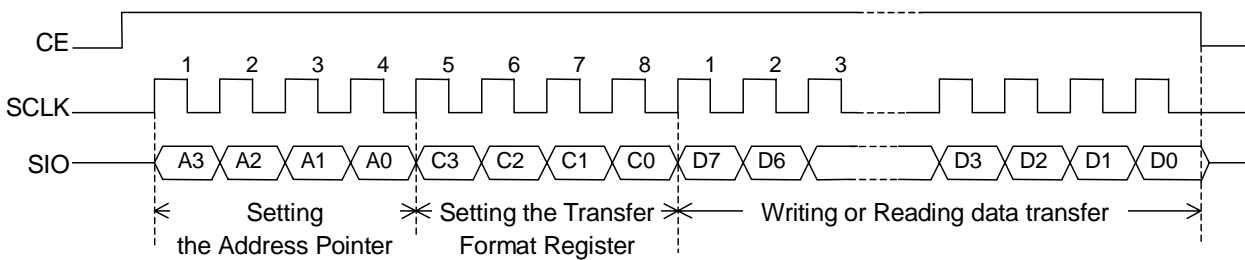 CE
1 2 3 4 5 6 7 8 1 2 3
SCLK
SIO A3 A2 A1 A0 C3 C2 C1 C0 D7 D6 D3 D2 D1 D0
Setting Setting the Transfer Writing or Reading data transfer
the Address Pointer Format Register